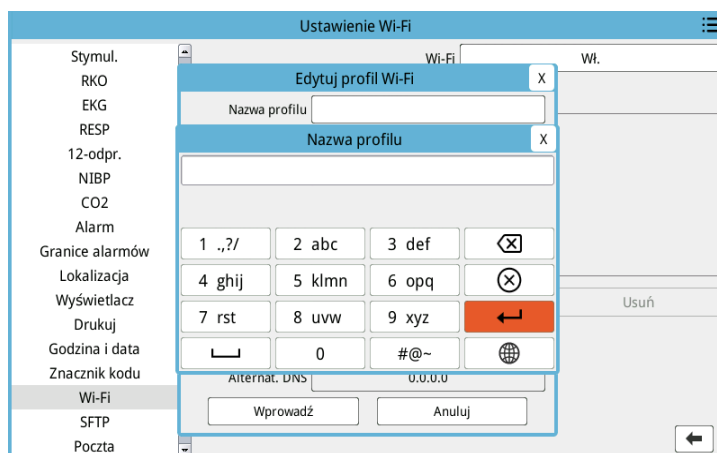 Ustawienie Wi-Fi
Stymul.
RKO
EKG
RESP
12-odpr.
NIBP
CO2
Alarm
Granice alarmów
Lokalizacja
Wyświetlacz
Drukuj
Godzina i data
Znacznik kodu
Wi-Fi
SFTP
Poczta
Wi-Fi Wł.
Edytuj profil Wi-Fi X
Nazwa profilu
Nazwa profilu X
1 .,?/ 2 abc 3 def
4 ghij 5 klmn 6 opq
7 rst 8 uvw 9 xyz
0 #@~
Alternat. DNS 0.0.0.0
Wprowadź Anuluj
Usuń